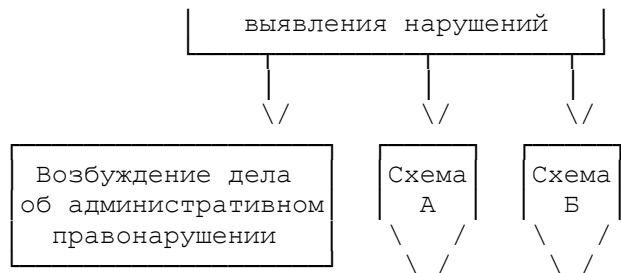 выявления нарушений
Возбуждение дела
об административном
правонарушении
Схема
А
Схема
Б